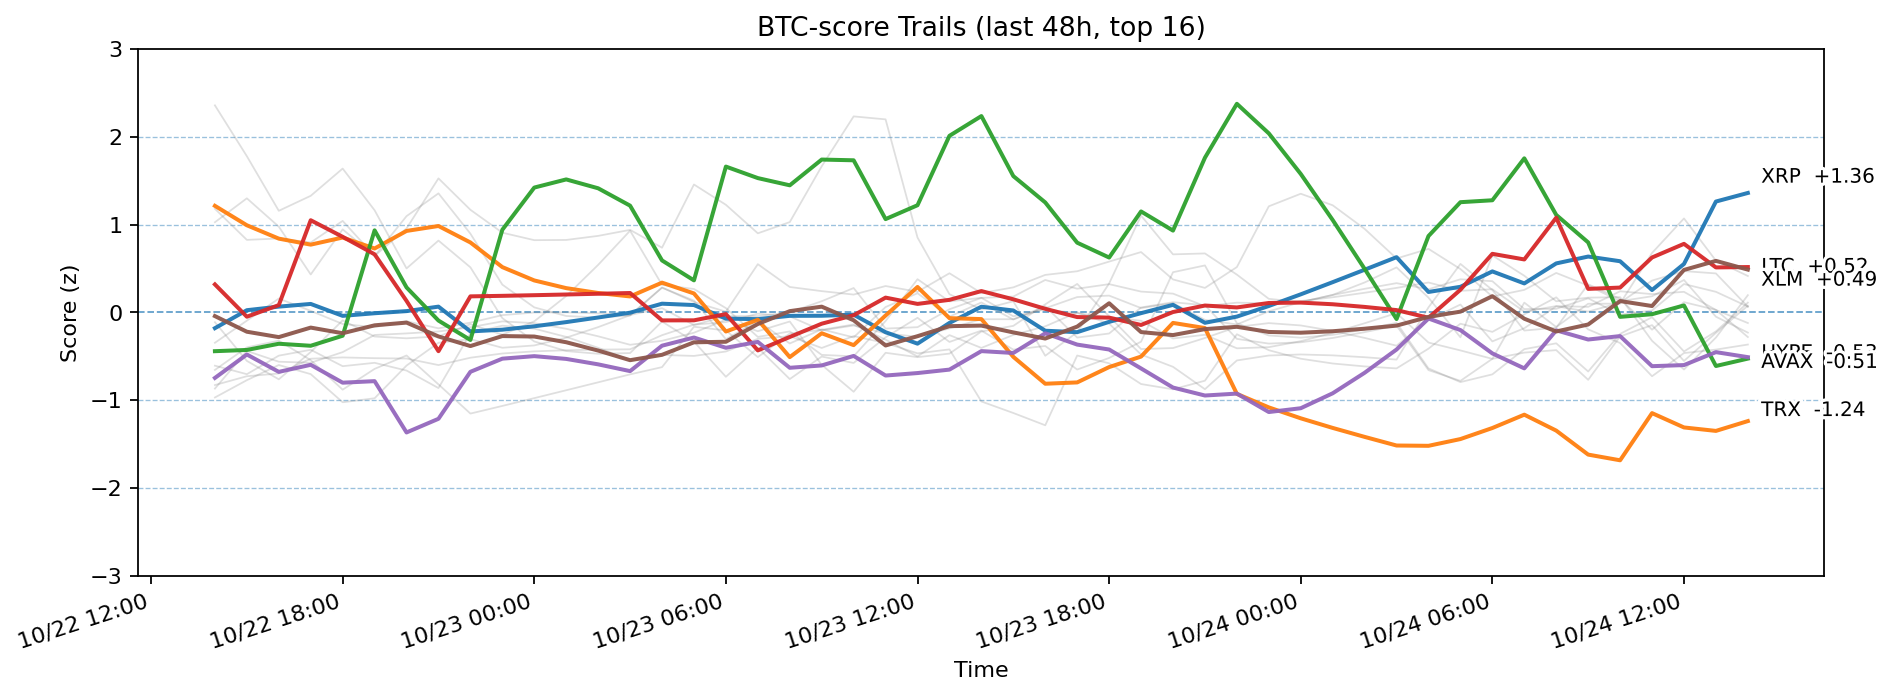 BTC-score Trails (last 48h, top 16)
Score (z)
3
2
1
0
−1
−2
−3
XRP +1.36
LTC +0.52
XLM +0.49
HYPE -0.53
AVAX -0.51
TRX -1.24
10/22 12:00
10/22 18:00
10/23 00:00
10/23 06:00
10/23 12:00
10/23 18:00
10/24 00:00
10/24 06:00
10/24 12:00
Time